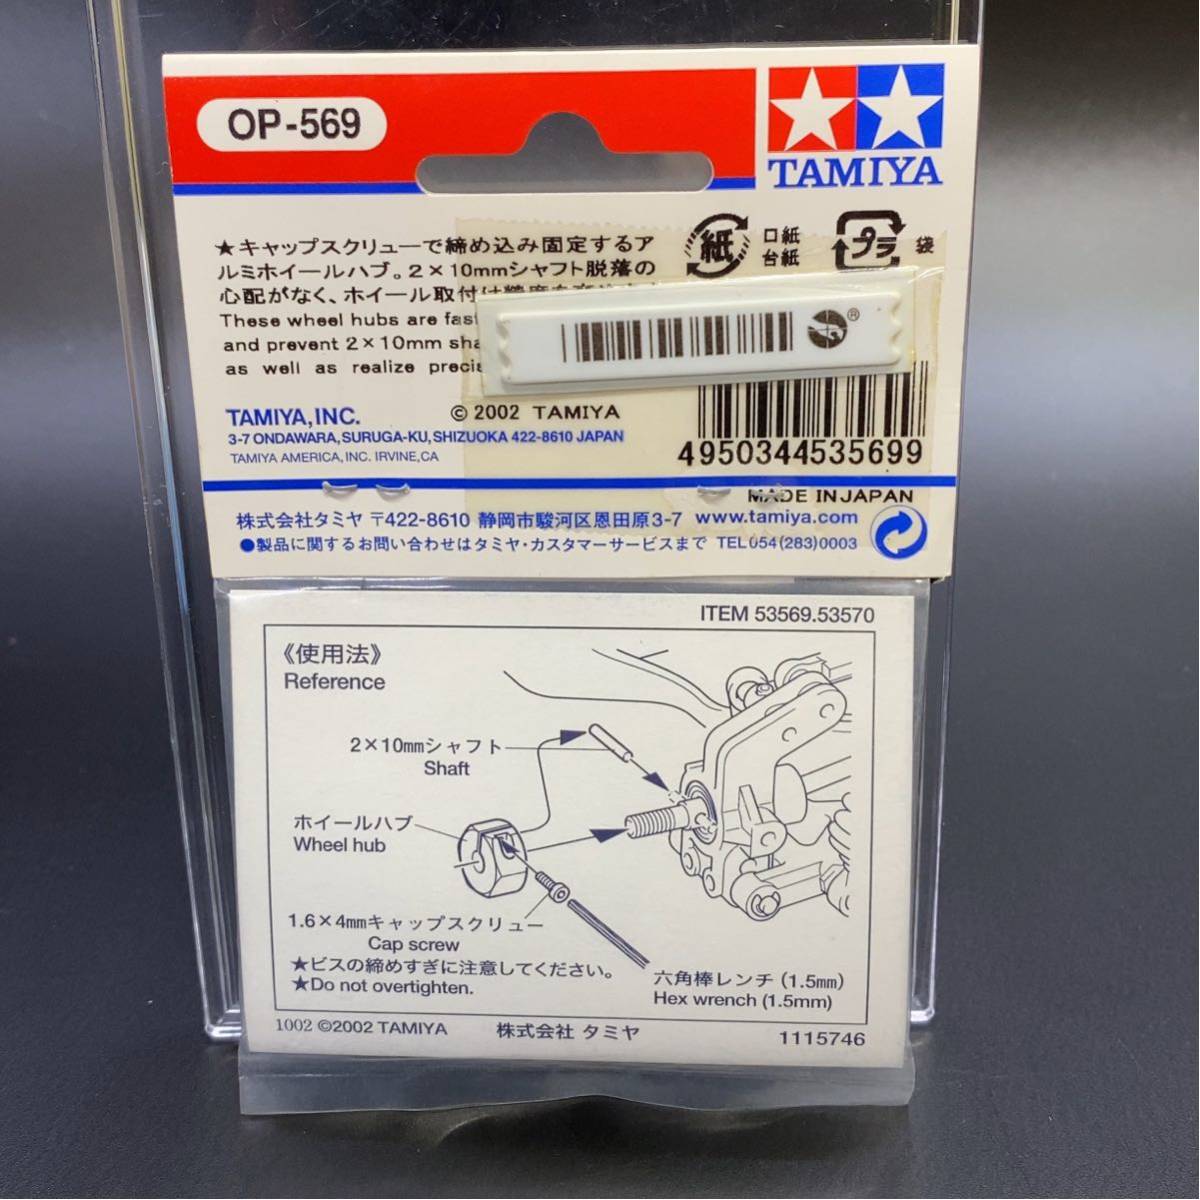 OP-569
TAMIYA
★キャップスクリューで締め込み固定するア
ルミホイールハブ。2×10mmシャフト脱落の
心配がなく、ホイール取付け精度を
These wheel hubs are
and prevent 2×10mm
as well as realize
紙
口紙
台紙
プラ
袋
®
TAMIYA, INC.
© 2002 TAMIYA
3-7 ONDAWARA, SURUGA-KU, SHIZUOKA 422-8610 JAPAN
TAMIYA AMERICA, INC. IRVINE, CA
4950344535699
MADE IN JAPAN
株式会社タミヤ 〒422-8610 静岡市駿河区恩田原3-7 www.tamiya.com
●製品に関するお問い合わせはタミヤ・カスタマーサービスまで TEL054(283)0003
ITEM 53569.53570
《使用法》
Reference
2×10mmシャフト
Shaft
ホイールハブ
Wheel hub
1.6×4mmキャップスクリュー
Cap screw
★ビスの締めすぎに注意してください。
★Do not overtighten.
六角棒レンチ (1.5mm)
Hex wrench (1.5mm)
1002 ©2002 TAMIYA 株式会社 タミヤ 1115746